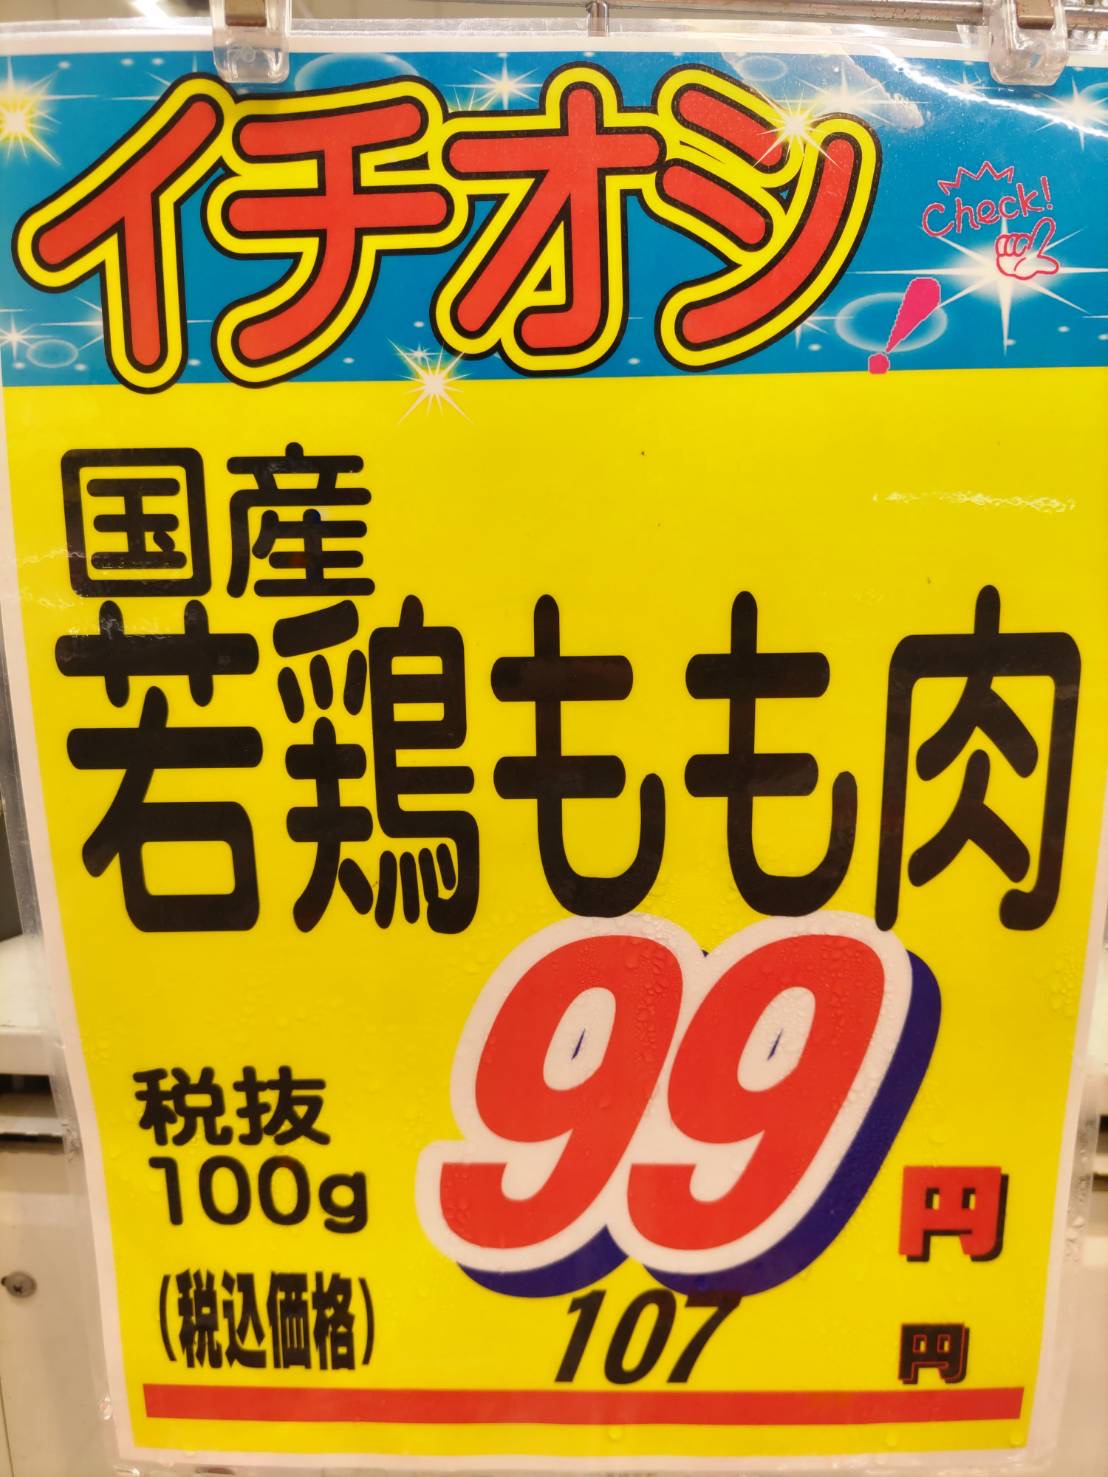 イチオシ
Check!
!
国産
若鶏もも肉
税抜
100g
99円
(税込価格)
107円